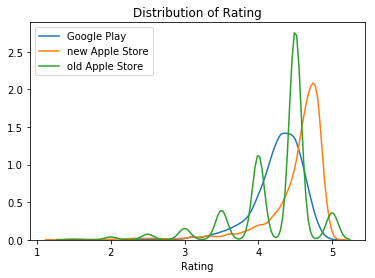 Distribution of Rating
Google Play
new Apple Store
old Apple Store
2.5
2.0
1.5
1.0
0.5
0.0
1 2 3 4 5
Rating